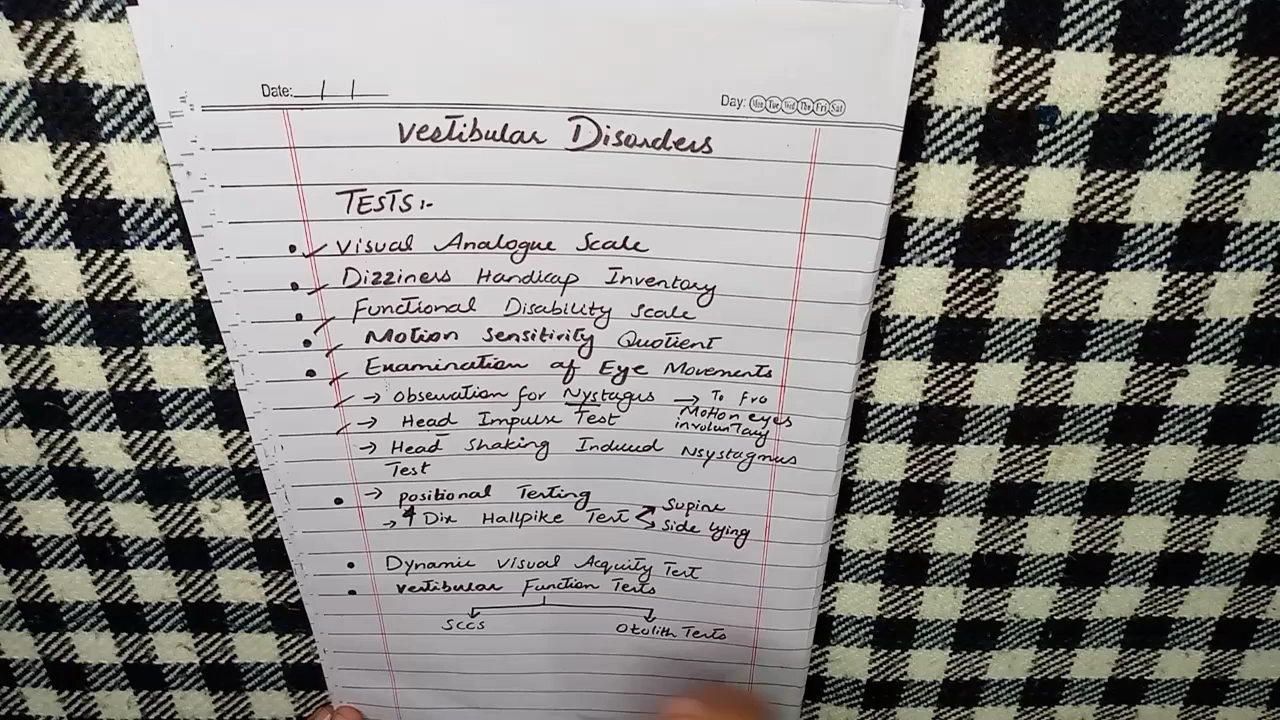 Date: / /
Day: Mon Tue Wed Thu Fri Sat
Vestibular Disorders
TESTS:-
• ✓ Visual Analogue Scale
• ✓ Dizziness Handicap Inventory
• ✓ Functional Disability Scale
• ✓ Motion Sensitivity Quotient
• ✓ Examination of Eye Movements
✓ → Observation for Nystagus → To Fro
Motion eyes
involuntary
✓ → Head Impulse Test
→ Head Shaking Induced Nsystagmus
Test
• → positional Testing
→ Dix Hallpike Test
Supine
Side lying
• Dynamic Visual Acquity Test
• vestibular Function Tests
SCCS
Otolith Tests